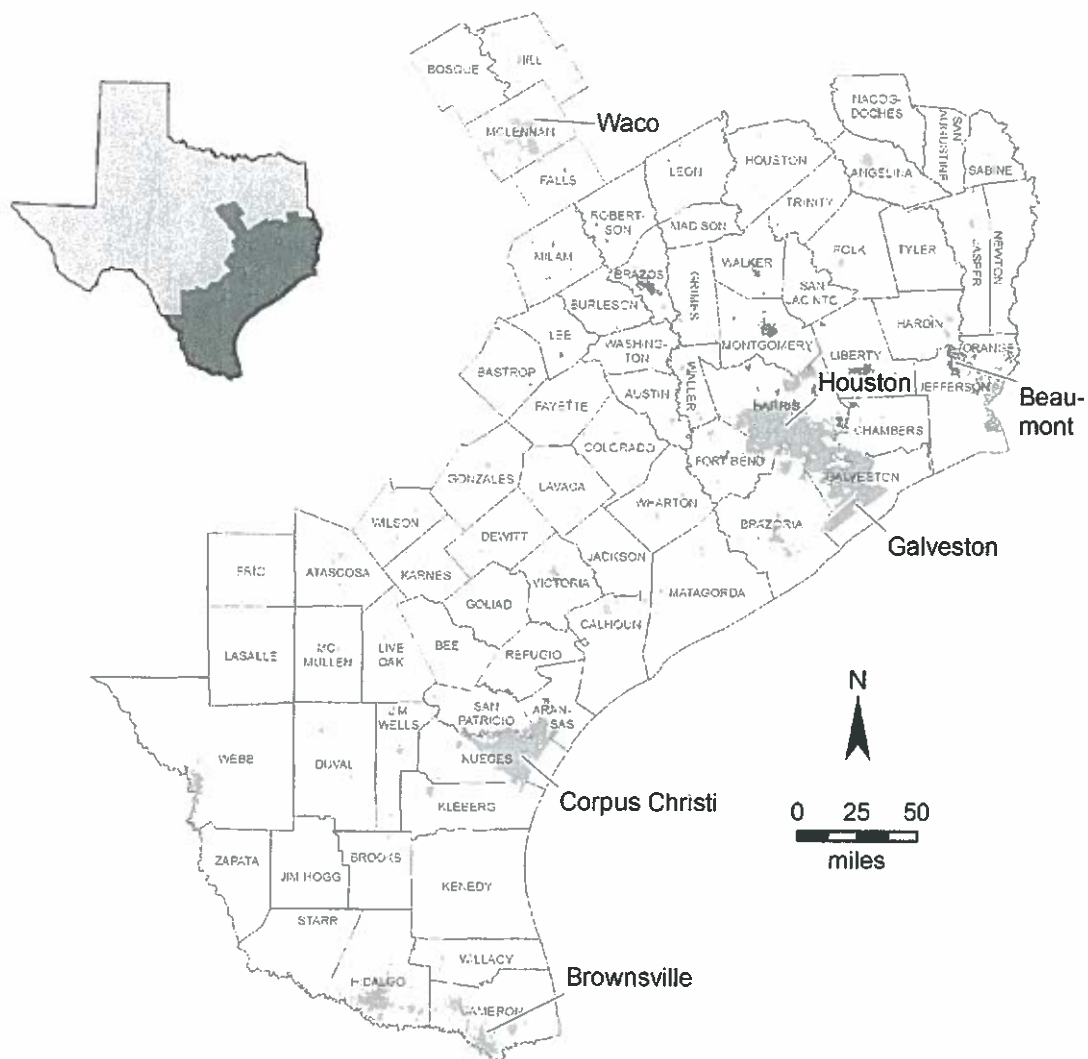 BOSQUE
HILL
MCLENNAN
Waco
FALLS
NACOG-
DOCHES
SAN
AUGUSTINE
SABINE
LEON
HOUSTON
ANGELINA
TRINITY
ROBERT-
SON
MADISON
MILAM
BRAZOS
GRIMES
WALKER
POLK
TYLER
JASPER
NEWTON
SAN
JACINTO
BURLESON
LEE
WASHING-
TON
MONTGOMERY
HARDIN
ORANGE
LIBERTY
JEFFERSON
BASTROP
WALLER
AUSTIN
Houston
HARRIS
Beau-
mont
FAYETTE
CHAMBERS
COLORADO
FORT BEND
GALVESTON
GONZALES
LAVACA
WHARTON
BRAZORIA
WILSON
DEWITT
Galveston
JACKSON
FRIO
ATASCOSA
KARNES
VICTORIA
MATAGORDA
GOLIAD
CALHOUN
LASALLE
MC
MULLEN
LIVE
OAK
BEE
REFUGIO
N
JIM
WELLS
SAN
PATRICIO
ARAN-
SAS
WEBB
DUVAL
NUEGES
Corpus Christi
KLEBERG
0 25 50
miles
ZAPATA
JIM HOGG
BROOKS
KENEDY
STARR
WILLACY
HIDALGO
Brownsville
CAMERON